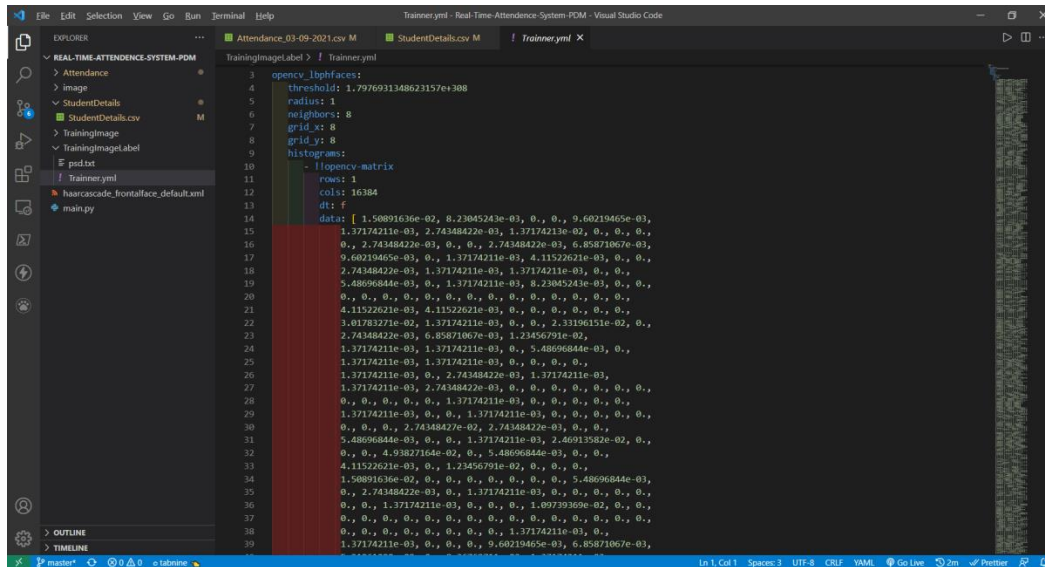 File Edit Selection View Go Run Terminal Help
Trainner.yml - Real-Time-Attendence-System-PDM - Visual Studio Code
EXPLORER
REAL-TIME-ATTENDENCE-SYSTEM-PDM
Attendance
image
StudentDetails
StudentDetails.csv M
TrainingImage
TrainingImageLabel
psd.txt
! Trainner.yml
haarcascade_frontalface_default.xml
main.py
OUTLINE
TIMELINE
Attendance_03-09-2021.csv M StudentDetails.csv M ! Trainner.yml
TrainingImageLabel > ! Trainner.yml
3 opencv_lbphfaces:
4 threshold: 1.7976931348623157e+308
5 radius: 1
6 neighbors: 8
7 grid_x: 8
8 grid_y: 8
9 histograms:
10 - !!opencv-matrix
11 rows: 1
12 cols: 16384
13 dt: f
14 data: [ 1.50891636e-02, 8.23045243e-03, 0., 0., 9.60219465e-03,
15 1.37174211e-03, 2.74348422e-03, 1.37174213e-02, 0., 0., 0.,
16 0., 2.74348422e-03, 0., 0., 2.74348422e-03, 6.85871067e-03,
17 9.60219465e-03, 0., 1.37174211e-03, 4.11522621e-03, 0., 0.,
18 2.74348422e-03, 1.37174211e-03, 1.37174211e-03, 0., 0.,
19 5.48696844e-03, 0., 1.37174211e-03, 8.23045243e-03, 0., 0.,
20 0., 0., 0., 0., 0., 0., 0., 0., 0., 0., 0., 0., 0.,
21 4.11522621e-03, 4.11522621e-03, 0., 0., 0., 0., 0., 0.,
22 3.01783271e-02, 1.37174211e-03, 0., 0., 2.33196151e-02, 0.,
23 2.74348422e-03, 6.85871067e-03, 1.23456791e-02,
24 1.37174211e-03, 1.37174211e-03, 0., 5.48696844e-03, 0.,
25 1.37174211e-03, 1.37174211e-03, 0., 0., 0., 0.,
26 1.37174211e-03, 0., 2.74348422e-03, 1.37174211e-03,
27 1.37174211e-03, 2.74348422e-03, 0., 0., 0., 0., 0., 0., 0.,
28 0., 0., 0., 0., 0., 1.37174211e-03, 0., 0., 0., 0., 0.,
29 1.37174211e-03, 0., 0., 1.37174211e-03, 0., 0., 0., 0., 0.,
30 0., 0., 0., 2.74348427e-02, 2.74348422e-03, 0., 0.,
31 5.48696844e-03, 0., 0., 1.37174211e-03, 2.46913582e-02, 0.,
32 0., 0., 4.93827164e-02, 0., 5.48696844e-03, 0., 0.,
33 4.11522621e-03, 0., 1.23456791e-02, 0., 0., 0.,
34 1.50891636e-02, 0., 0., 0., 0., 0., 0., 0., 5.48696844e-03,
35 0., 2.74348422e-03, 0., 1.37174211e-03, 0., 0., 0., 0., 0.,
36 0., 0., 1.37174211e-03, 0., 0., 0., 1.09739369e-02, 0., 0.,
37 0., 0., 0., 0., 0., 0., 0., 0., 0., 0., 0., 0., 0., 0.,
38 0., 0., 0., 0., 0., 0., 0., 1.37174211e-03, 0.,
39 1.37174211e-03, 0., 0., 0., 9.60219465e-03, 6.85871067e-03,
master* 0 0 tabnine
Ln 1, Col 1 Spaces: 3 UTF-8 CRLF YAML Go Live 2m Prettier